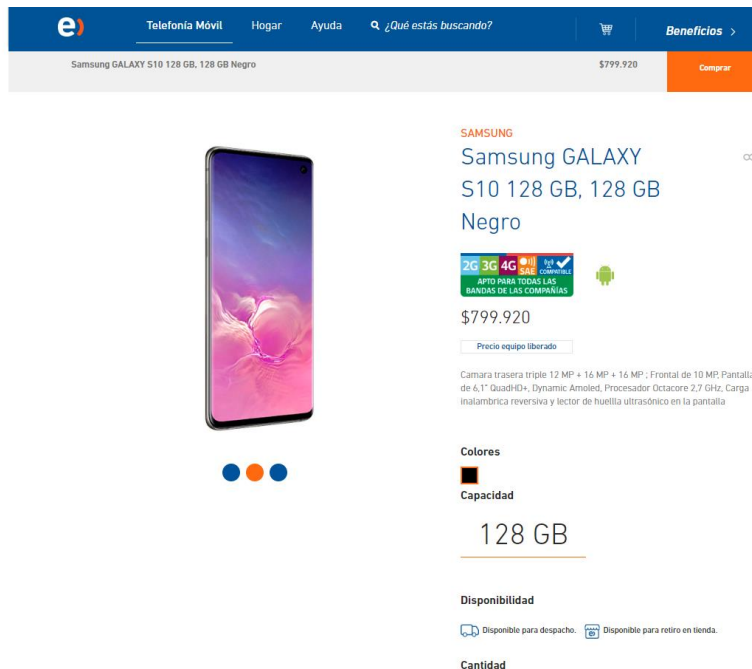 e)
Telefonía Móvil
Hogar
Ayuda
¿Qué estás buscando?
Beneficios >
Samsung GALAXY S10 128 GB, 128 GB Negro
$799.920
Comprar
SAMSUNG
Samsung GALAXY
S10 128 GB, 128 GB
Negro
2G 3G 4G SAE COMPATIBLE
APTO PARA TODAS LAS
BANDAS DE LAS COMPAÑÍAS
$799.920
Precio equipo liberado
Camara trasera triple 12 MP + 16 MP + 16 MP ; Frontal de 10 MP, Pantalla
de 6,1" QuadHD+, Dynamic Amoled, Procesador Octacore 2,7 GHz, Carga
inalambrica reversiva y lector de huellla ultrasónico en la pantalla
Colores
Capacidad
128 GB
Disponibilidad
Disponible para despacho.
Disponible para retiro en tienda.
Cantidad